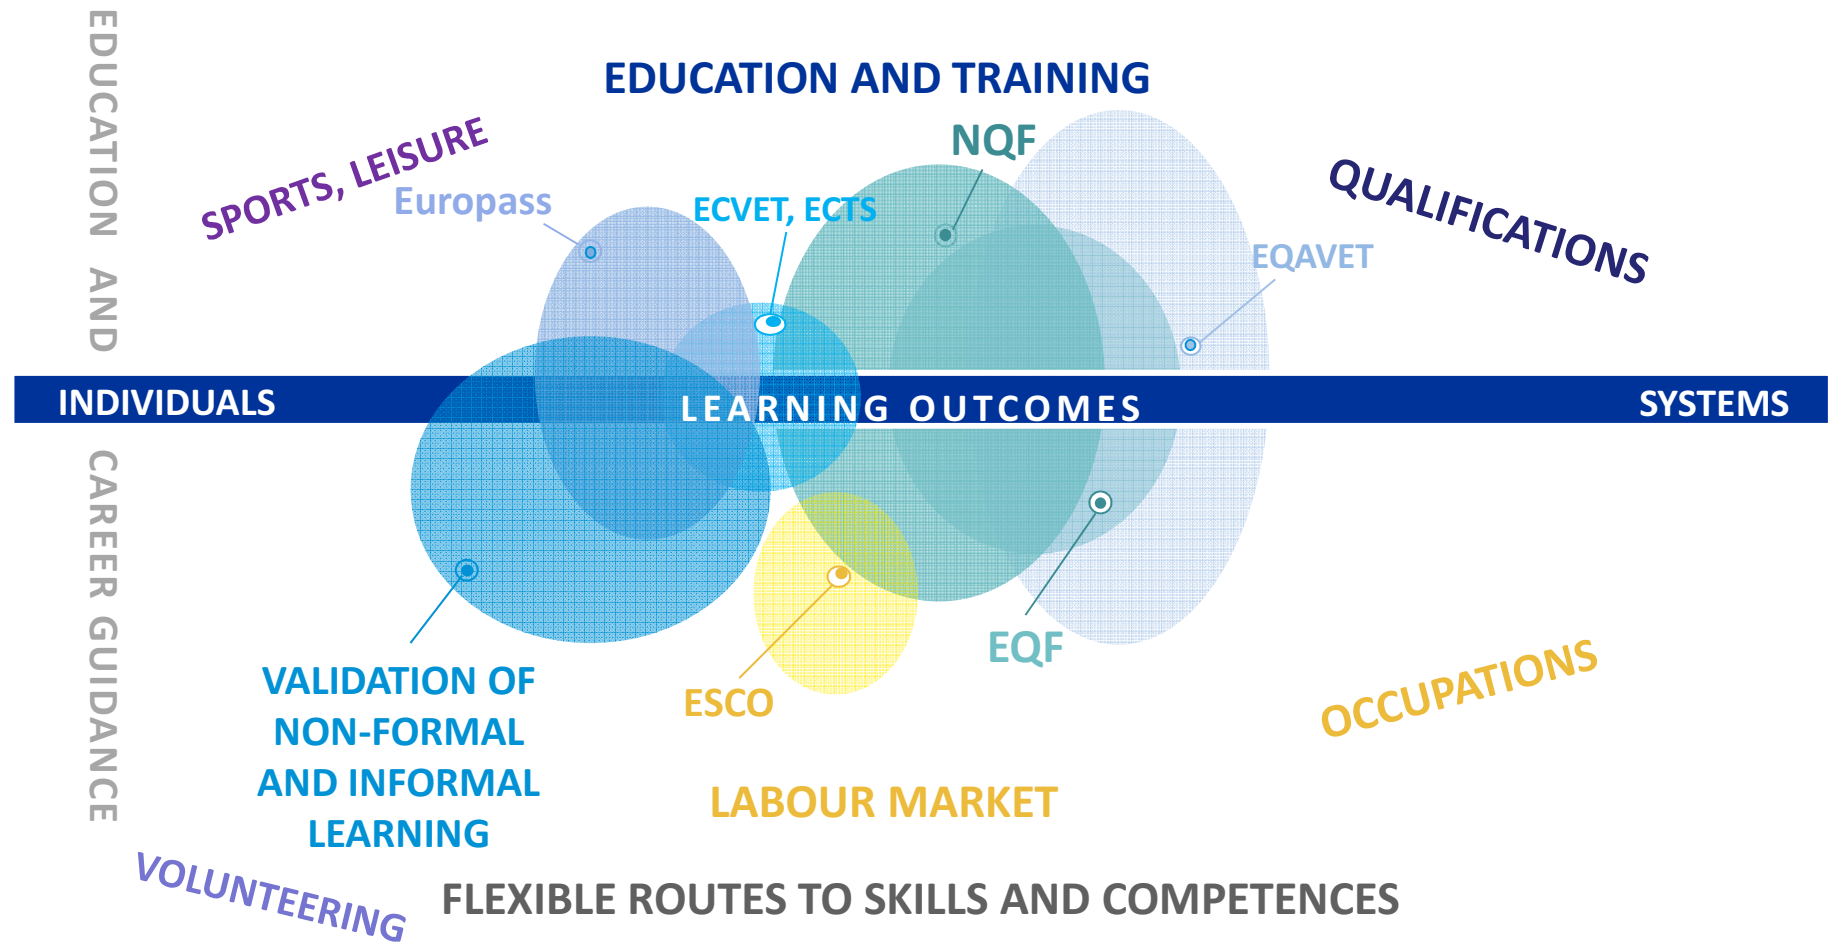 EDUCATION AND CAREER GUIDANCE
EDUCATION AND TRAINING
SPORTS, LEISURE
NQF
Europass
ECVET, ECTS
QUALIFICATIONS
EQAVET
INDIVIDUALS
LEARNING OUTCOMES
SYSTEMS
EQF
ESCO
OCCUPATIONS
VALIDATION OF
NON-FORMAL
AND INFORMAL
LEARNING
LABOUR MARKET
VOLUNTEERING
FLEXIBLE ROUTES TO SKILLS AND COMPETENCES